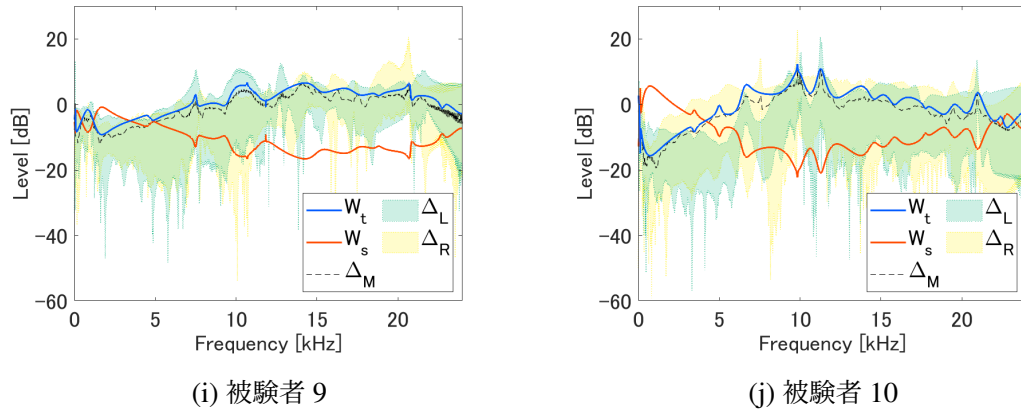 Level [dB]
20
0
−20
−40
−60
W_t
W_s
Δ_M
Δ_L
Δ_R
0
5
10
15
20
Frequency [kHz]
(i) 被験者 9
Level [dB]
20
0
−20
−40
−60
W_t
W_s
Δ_M
Δ_L
Δ_R
0
5
10
15
20
Frequency [kHz]
(j) 被験者 10